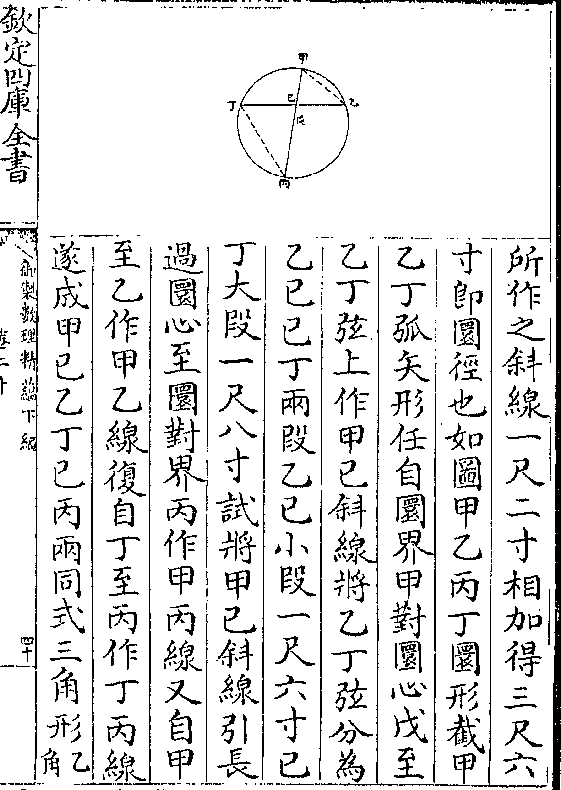 甲
乙
丁
己
戊
丙
所作之斜線一尺二寸相加得三尺六
寸即圜徑也如圖甲乙丙丁圜形截甲
乙丁弧矢形任自圜界甲對圜心戊至
乙丁弦上作甲己斜線將乙丁弦分為
乙己己丁兩段乙己小段一尺六寸己
丁大段一尺八寸試將甲己斜線引長
過圜心至圜對界丙作甲丙線又自甲
至乙作甲乙線復自丁至丙作丁丙線
遂成甲己乙丁己丙兩同式三角形乙
角
欽定四庫全書
御製數理精蘊下編
卷二十
四十